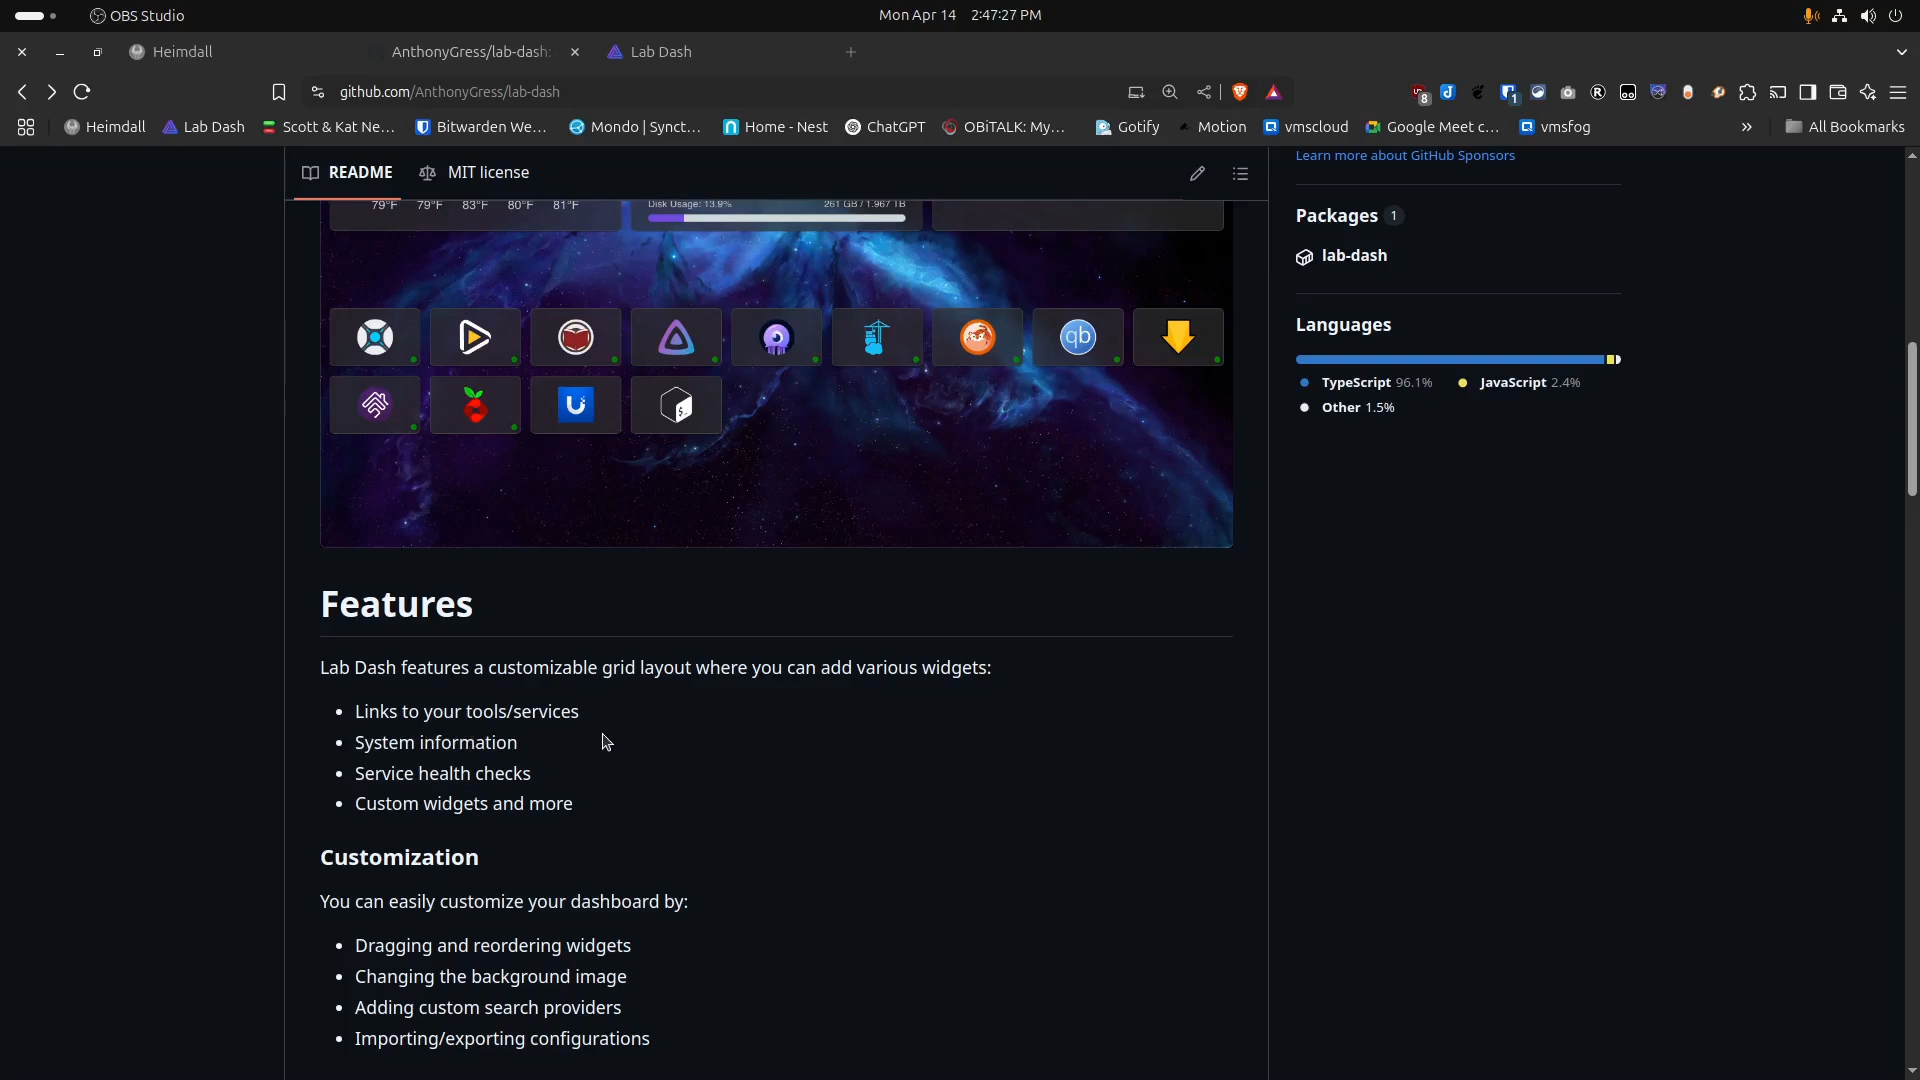 OBS Studio
Mon Apr 14 2:47:27 PM
Heimdall
AnthonyGress/lab-dash:
Lab Dash
github.com/AnthonyGress/lab-dash
8
1
Heimdall
Lab Dash
Scott & Kat Ne...
Bitwarden We...
Mondo | Synct...
Home - Nest
ChatGPT
OBiTALK: My...
Gotify
Motion
vmscloud
Google Meet c...
vmsfog
All Bookmarks
README
MIT license
79°F 79°F 83°F 80°F 81°F
Disk Usage: 13.9% 261 GB / 1.967 TB
qb
Features
Lab Dash features a customizable grid layout where you can add various widgets:
• Links to your tools/services
• System information
• Service health checks
• Custom widgets and more
Customization
You can easily customize your dashboard by:
• Dragging and reordering widgets
• Changing the background image
• Adding custom search providers
• Importing/exporting configurations
Learn more about GitHub Sponsors
Packages 1
lab-dash
Languages
TypeScript 96.1% JavaScript 2.4%
Other 1.5%